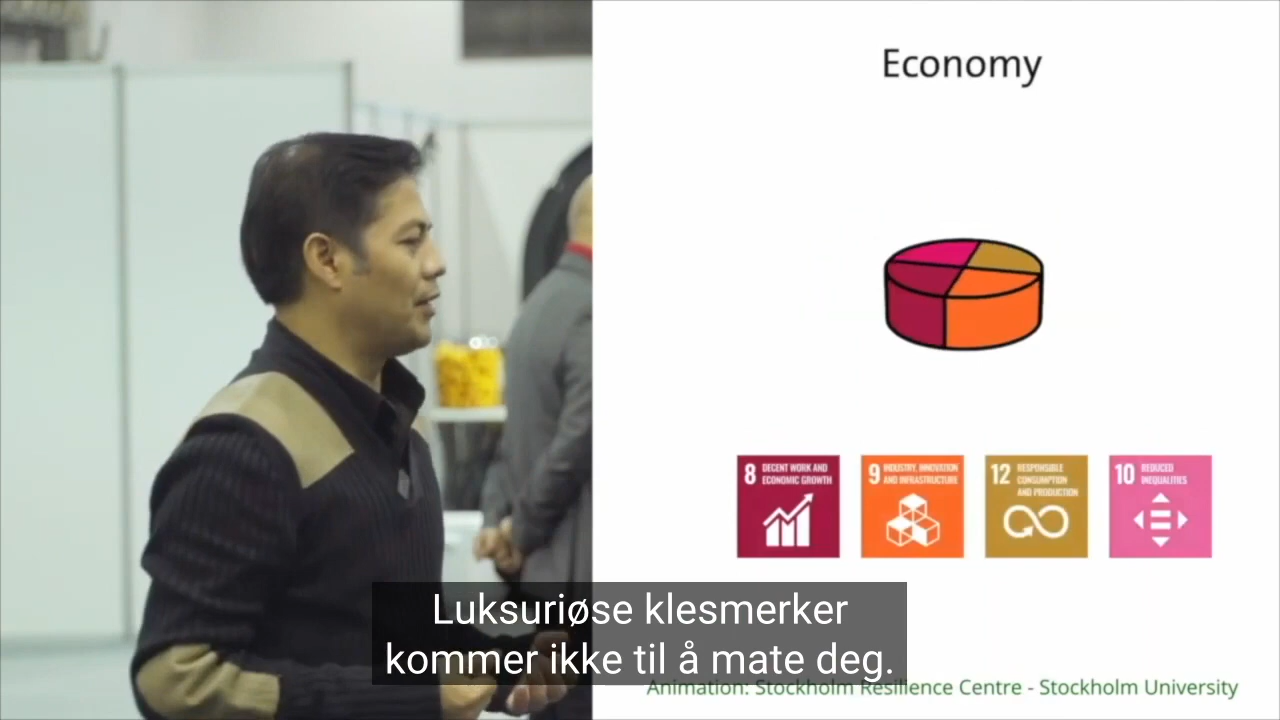 Economy
8 DECENT WORK AND
ECONOMIC GROWTH
9 INDUSTRY, INNOVATION
AND INFRASTRUCTURE
12 RESPONSIBLE
CONSUMPTION
AND PRODUCTION
10 REDUCED
INEQUALITIES
Luksuriøse klesmerker
kommer ikke til å mate deg.
Animation: Stockholm Resilience Centre - Stockholm University